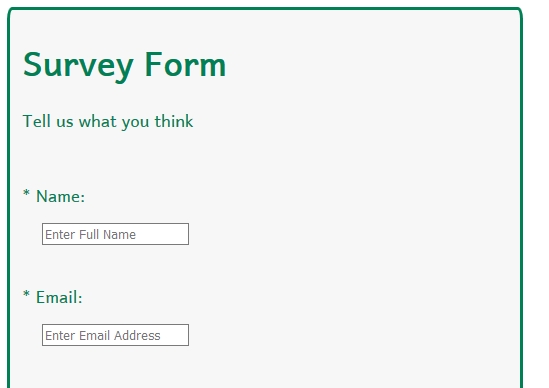 Survey Form
Tell us what you think
* Name:
Enter Full Name
* Email:
Enter Email Address